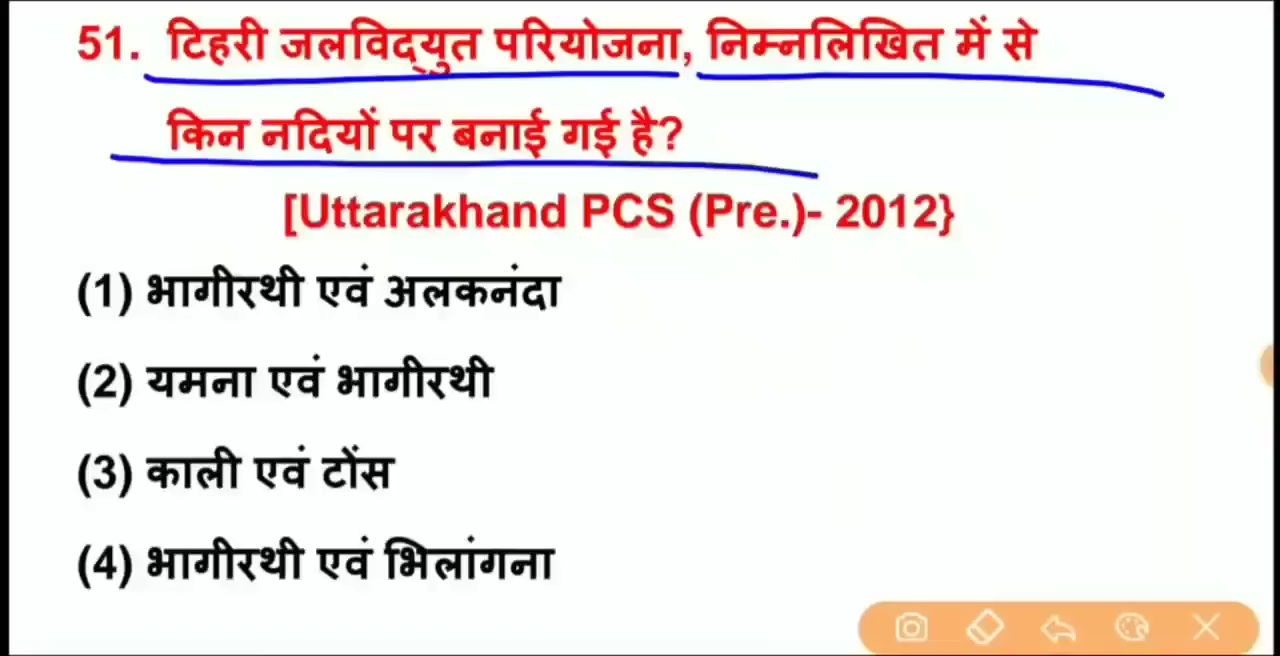 51. टिहरी जलविद्युत परियोजना, निम्नलिखित में से
किन नदियों पर बनाई गई है?
[Uttarakhand PCS (Pre.)- 2012}
(1) भागीरथी एवं अलकनंदा
(2) यमना एवं भागीरथी
(3) काली एवं टोंस
(4) भागीरथी एवं भिलांगना